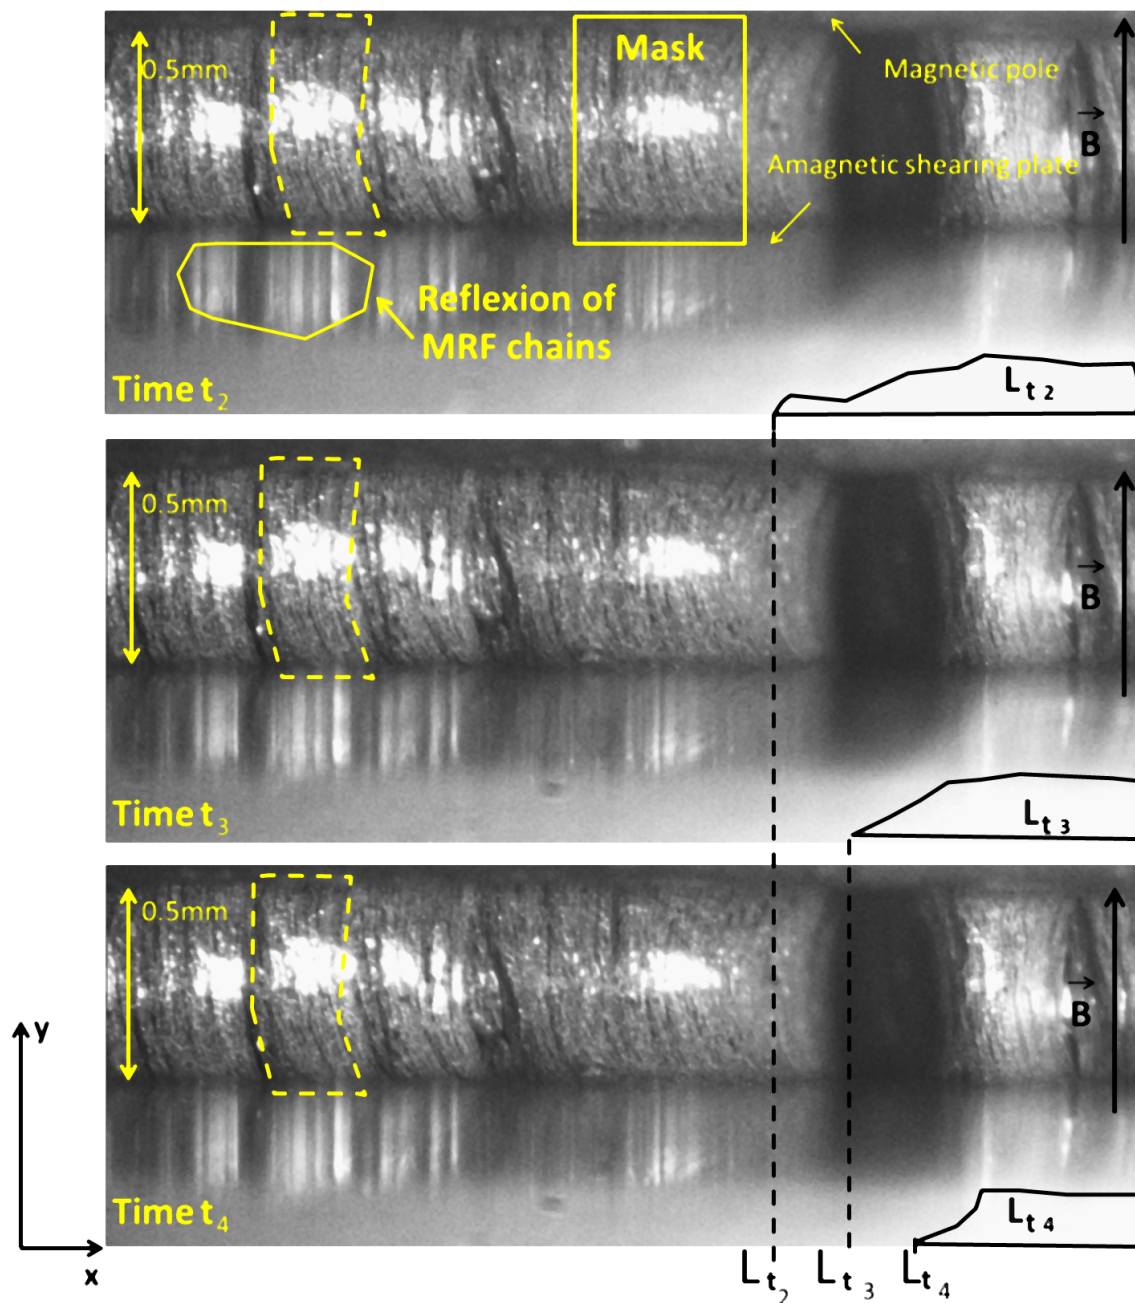 0.5mm
Mask
Magnetic pole
B
Amagnetic shearing plate
Reflexion of
MRF chains
Time t2
Lt2
0.5mm
B
Time t3
Lt3
0.5mm
B
y
Time t4
Lt4
x
Lt2 Lt3 Lt4